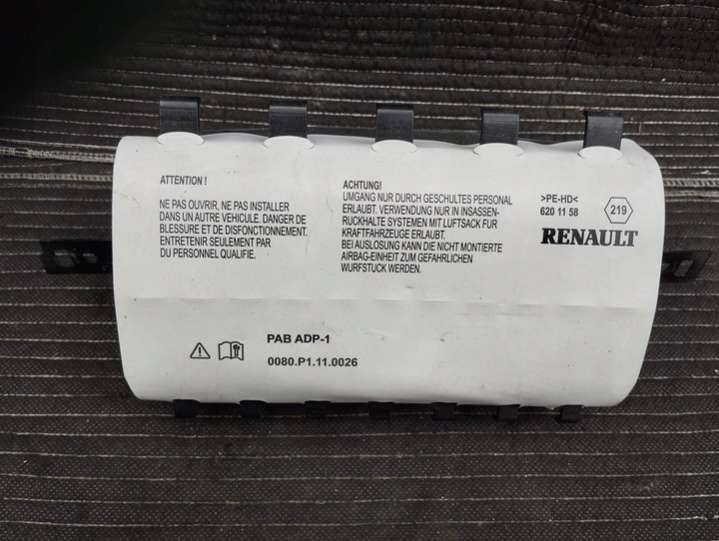 ATTENTION !
NE PAS OUVRIR, NE PAS INSTALLER
DANS UN AUTRE VEHICULE. DANGER DE
BLESSURE ET DE DISFONCTIONNEMENT.
ENTRETENIR SEULEMENT PAR
DU PERSONNEL QUALIFIE.
ACHTUNG!
UMGANG NUR DURCH GESCHULTES PERSONAL
ERLAUBT. VERWENDUNG NUR IN INSASSEN-
RUCKHALTE SYSTEMEN MIT LUFTSACK FUR
KRAFTFAHRZEUGE ERLAUBT.
BEI AUSLOSUNG KANN DIE NICHT MONTIERTE
AIRBAG-EINHEIT ZUM GEFAHRLICHEN
WURFSTUCK WERDEN.
>PE-HD<
620 11 58
219
RENAULT
PAB ADP-1
0080.P1.11.0026